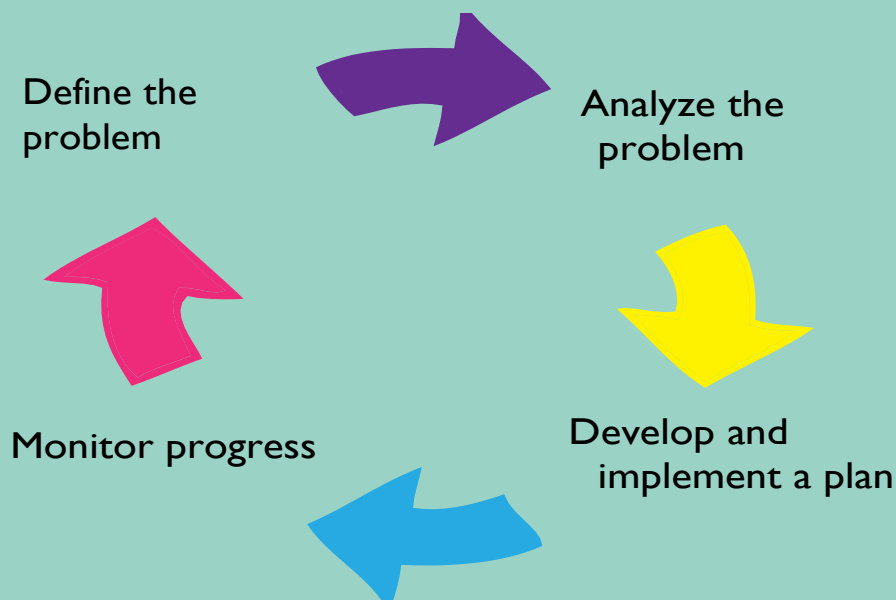 Define the
problem
Analyze the
problem
Develop and
implement a plan
Monitor progress